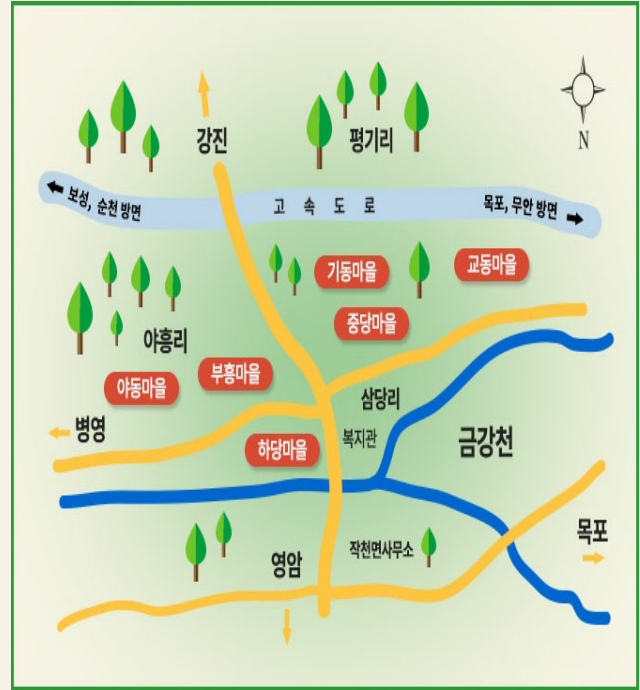 강진
평기리
N
보성, 순천 방면
고 속 도 로
목포, 무안 방면
기동마을
교동마을
중당마을
야흥리
부흥마을
야동마을
삼당리
병영
복지관
금강천
하당마을
목포
작천면사무소
영암